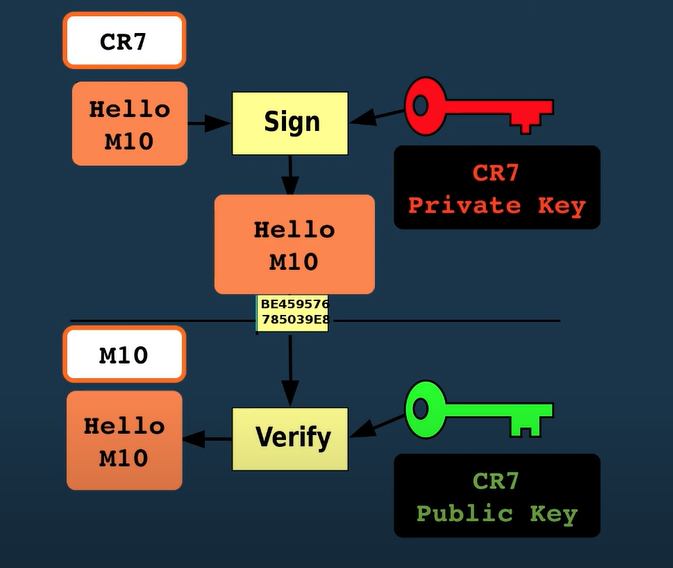 CR7
Hello
M10
Sign
CR7
Private Key
Hello
M10
BE459576
785039E8
M10
Hello
M10
Verify
CR7
Public Key